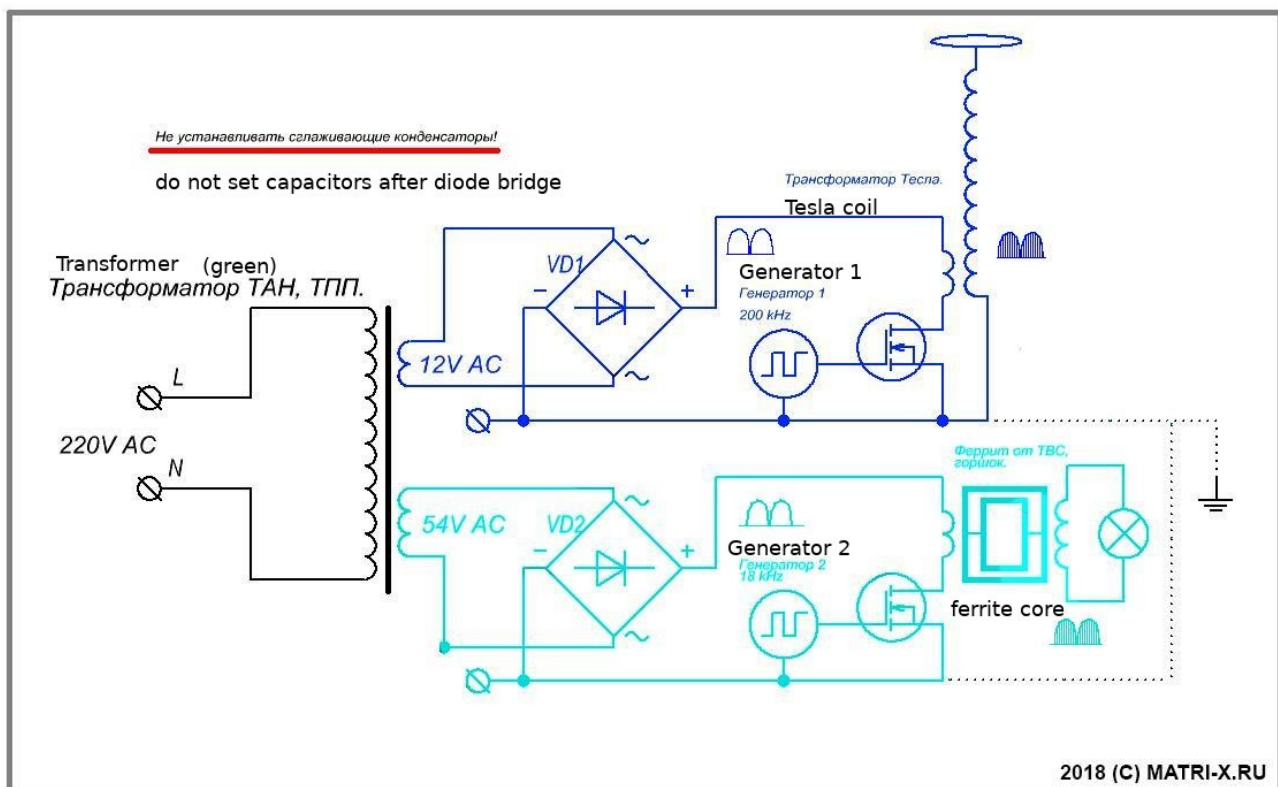 Не устанавливать сглаживающие конденсаторы!
do not set capacitors after diode bridge
Трансформатор Тесла.
Tesla coil
Transformer (green)
Трансформатор ТАН, ТПП.
VD1
~
Generator 1
Генератор 1
200 kHz
− +
12V AC
L
~
220V AC
N
Феррит от ТВС,
горшок.
~
54V AC
VD2
Generator 2
Генератор 2
18 kHz
− +
ferrite core
~
2018 (C) MATRI-X.RU